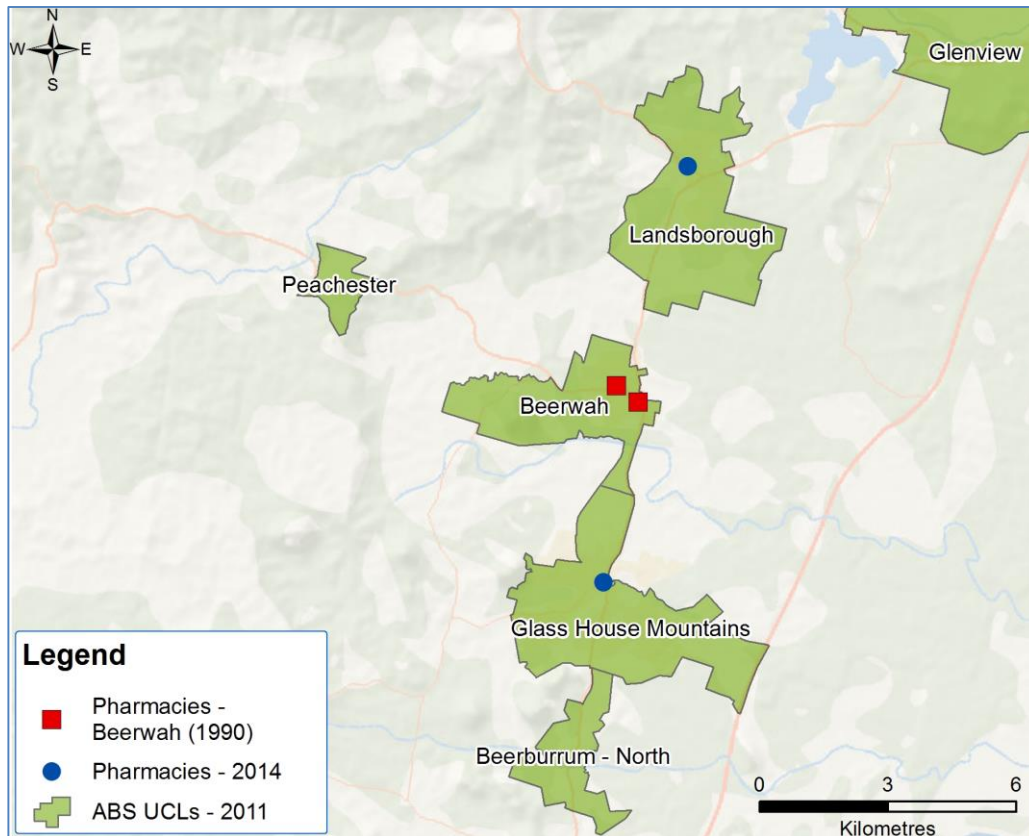 N
W E
S
Glenview
Landsborough
Peachester
Beerwah
Glass House Mountains
Beerburrum - North
Legend
Pharmacies -
Beerwah (1990)
Pharmacies - 2014
ABS UCLs - 2011
0 3 6
Kilometres